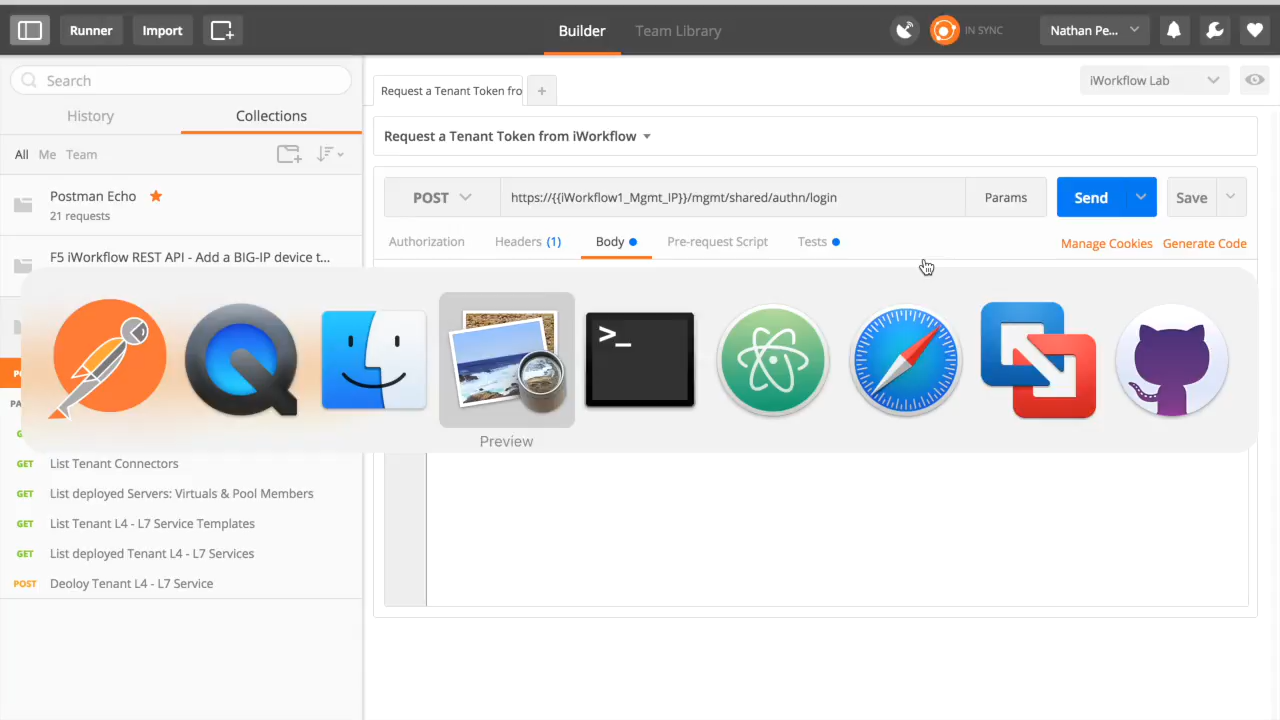 Runner
Import
Builder
Team Library
IN SYNC
Nathan Pe...
Search
History
Collections
All Me Team
Postman Echo
21 requests
F5 iWorkflow REST API - Add a BIG-IP device t...
Request a Tenant Token fro
+
iWorkflow Lab
Request a Tenant Token from iWorkflow
POST
https://{{iWorkflow1_Mgmt_IP}}/mgmt/shared/authn/login
Params
Send
Save
Authorization
Headers (1)
Body
Pre-request Script
Tests
Manage Cookies
Generate Code
>_
Preview
GET List Tenant Connectors
GET List deployed Servers: Virtuals & Pool Members
GET List Tenant L4 - L7 Service Templates
GET List deployed Tenant L4 - L7 Services
POST Deoloy Tenant L4 - L7 Service